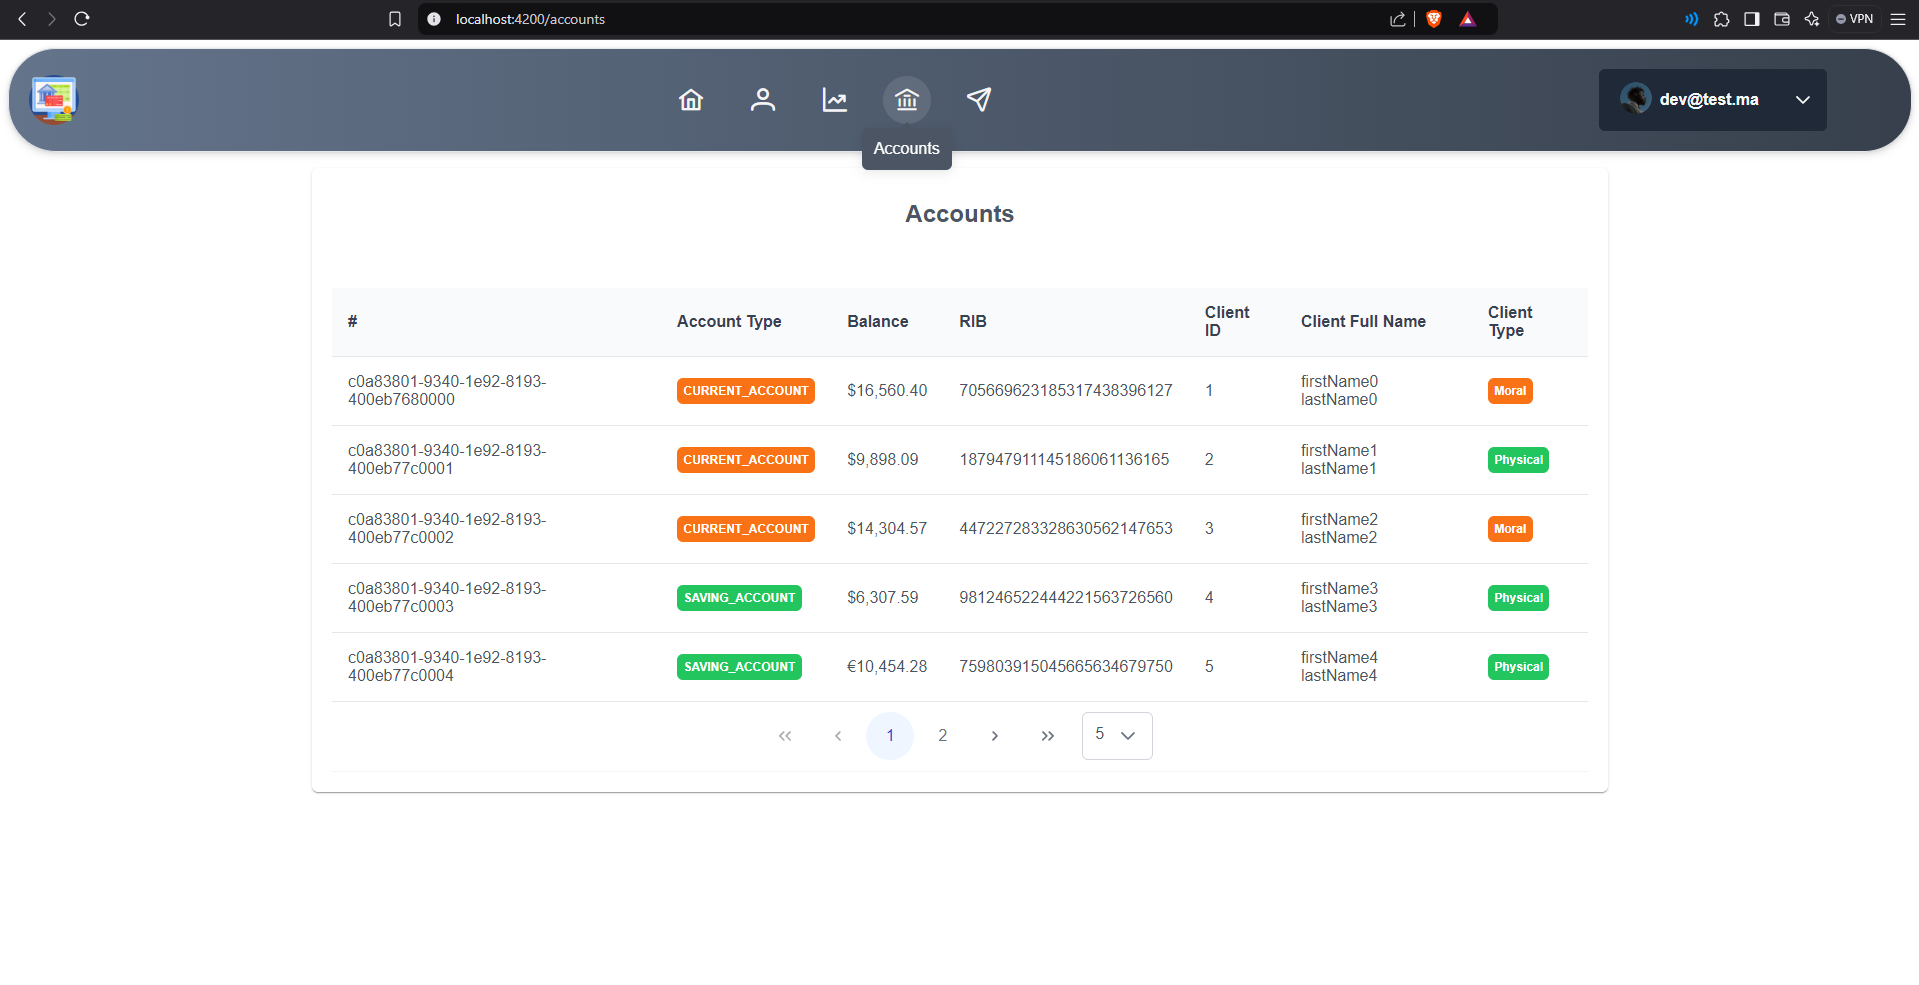 localhost:4200/accounts
VPN
dev@test.ma
Accounts
Accounts
# Account Type Balance RIB Client ID Client Full Name Client Type
c0a83801-9340-1e92-8193-400eb7680000 CURRENT_ACCOUNT $16,560.40 705669623185317438396127 1 firstName0 lastName0 Moral
c0a83801-9340-1e92-8193-400eb77c0001 CURRENT_ACCOUNT $9,898.09 187947911145186061136165 2 firstName1 lastName1 Physical
c0a83801-9340-1e92-8193-400eb77c0002 CURRENT_ACCOUNT $14,304.57 447227283328630562147653 3 firstName2 lastName2 Moral
c0a83801-9340-1e92-8193-400eb77c0003 SAVING_ACCOUNT $6,307.59 981246522444221563726560 4 firstName3 lastName3 Physical
c0a83801-9340-1e92-8193-400eb77c0004 SAVING_ACCOUNT €10,454.28 759803915045665634679750 5 firstName4 lastName4 Physical
1 2 5